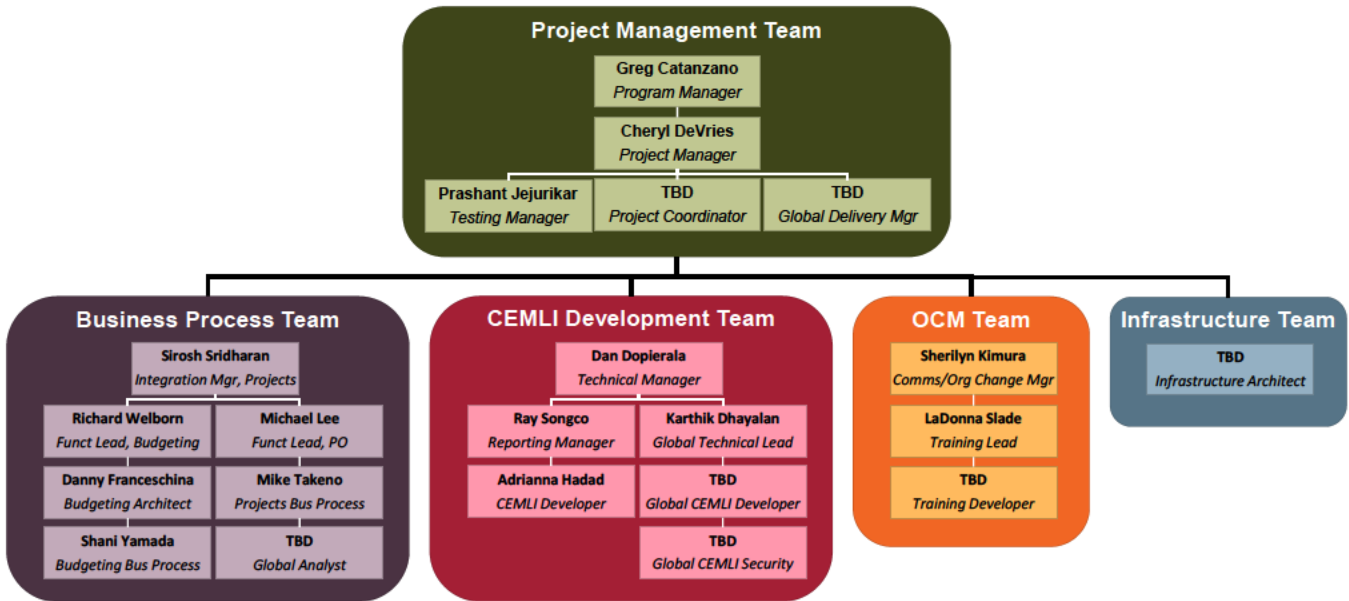 Project Management Team
Greg Catanzano
Program Manager
Cheryl DeVries
Project Manager
Prashant Jejurikar
Testing Manager
TBD
Project Coordinator
TBD
Global Delivery Mgr
Business Process Team
Sirosh Sridharan
Integration Mgr, Projects
Richard Welborn
Funct Lead, Budgeting
Danny Franceschina
Budgeting Architect
Shani Yamada
Budgeting Bus Process
Michael Lee
Funct Lead, PO
Mike Takeno
Projects Bus Process
TBD
Global Analyst
CEMLI Development Team
Dan Dopierala
Technical Manager
Ray Songco
Reporting Manager
Adrianna Hadad
CEMLI Developer
Karthik Dhayalan
Global Technical Lead
TBD
Global CEMLI Developer
TBD
Global CEMLI Security
OCM Team
Sherilyn Kimura
Comms/Org Change Mgr
LaDonna Slade
Training Lead
TBD
Training Developer
Infrastructure Team
TBD
Infrastructure Architect